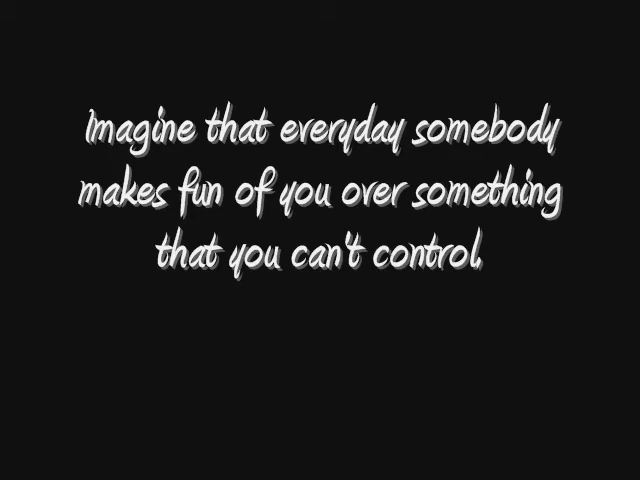 Imagine that everyday somebody
makes fun of you over something
that you can't control.